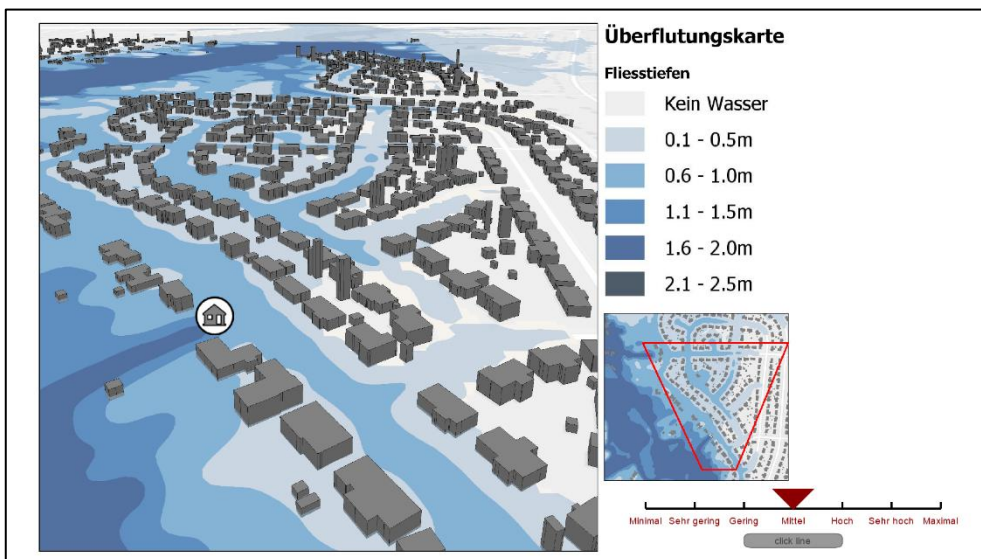 Überflutungskarte
Fliesstiefen
Kein Wasser
0.1 - 0.5m
0.6 - 1.0m
1.1 - 1.5m
1.6 - 2.0m
2.1 - 2.5m
Minimal Sehr gering Gering Mittel Hoch Sehr hoch Maximal
click line